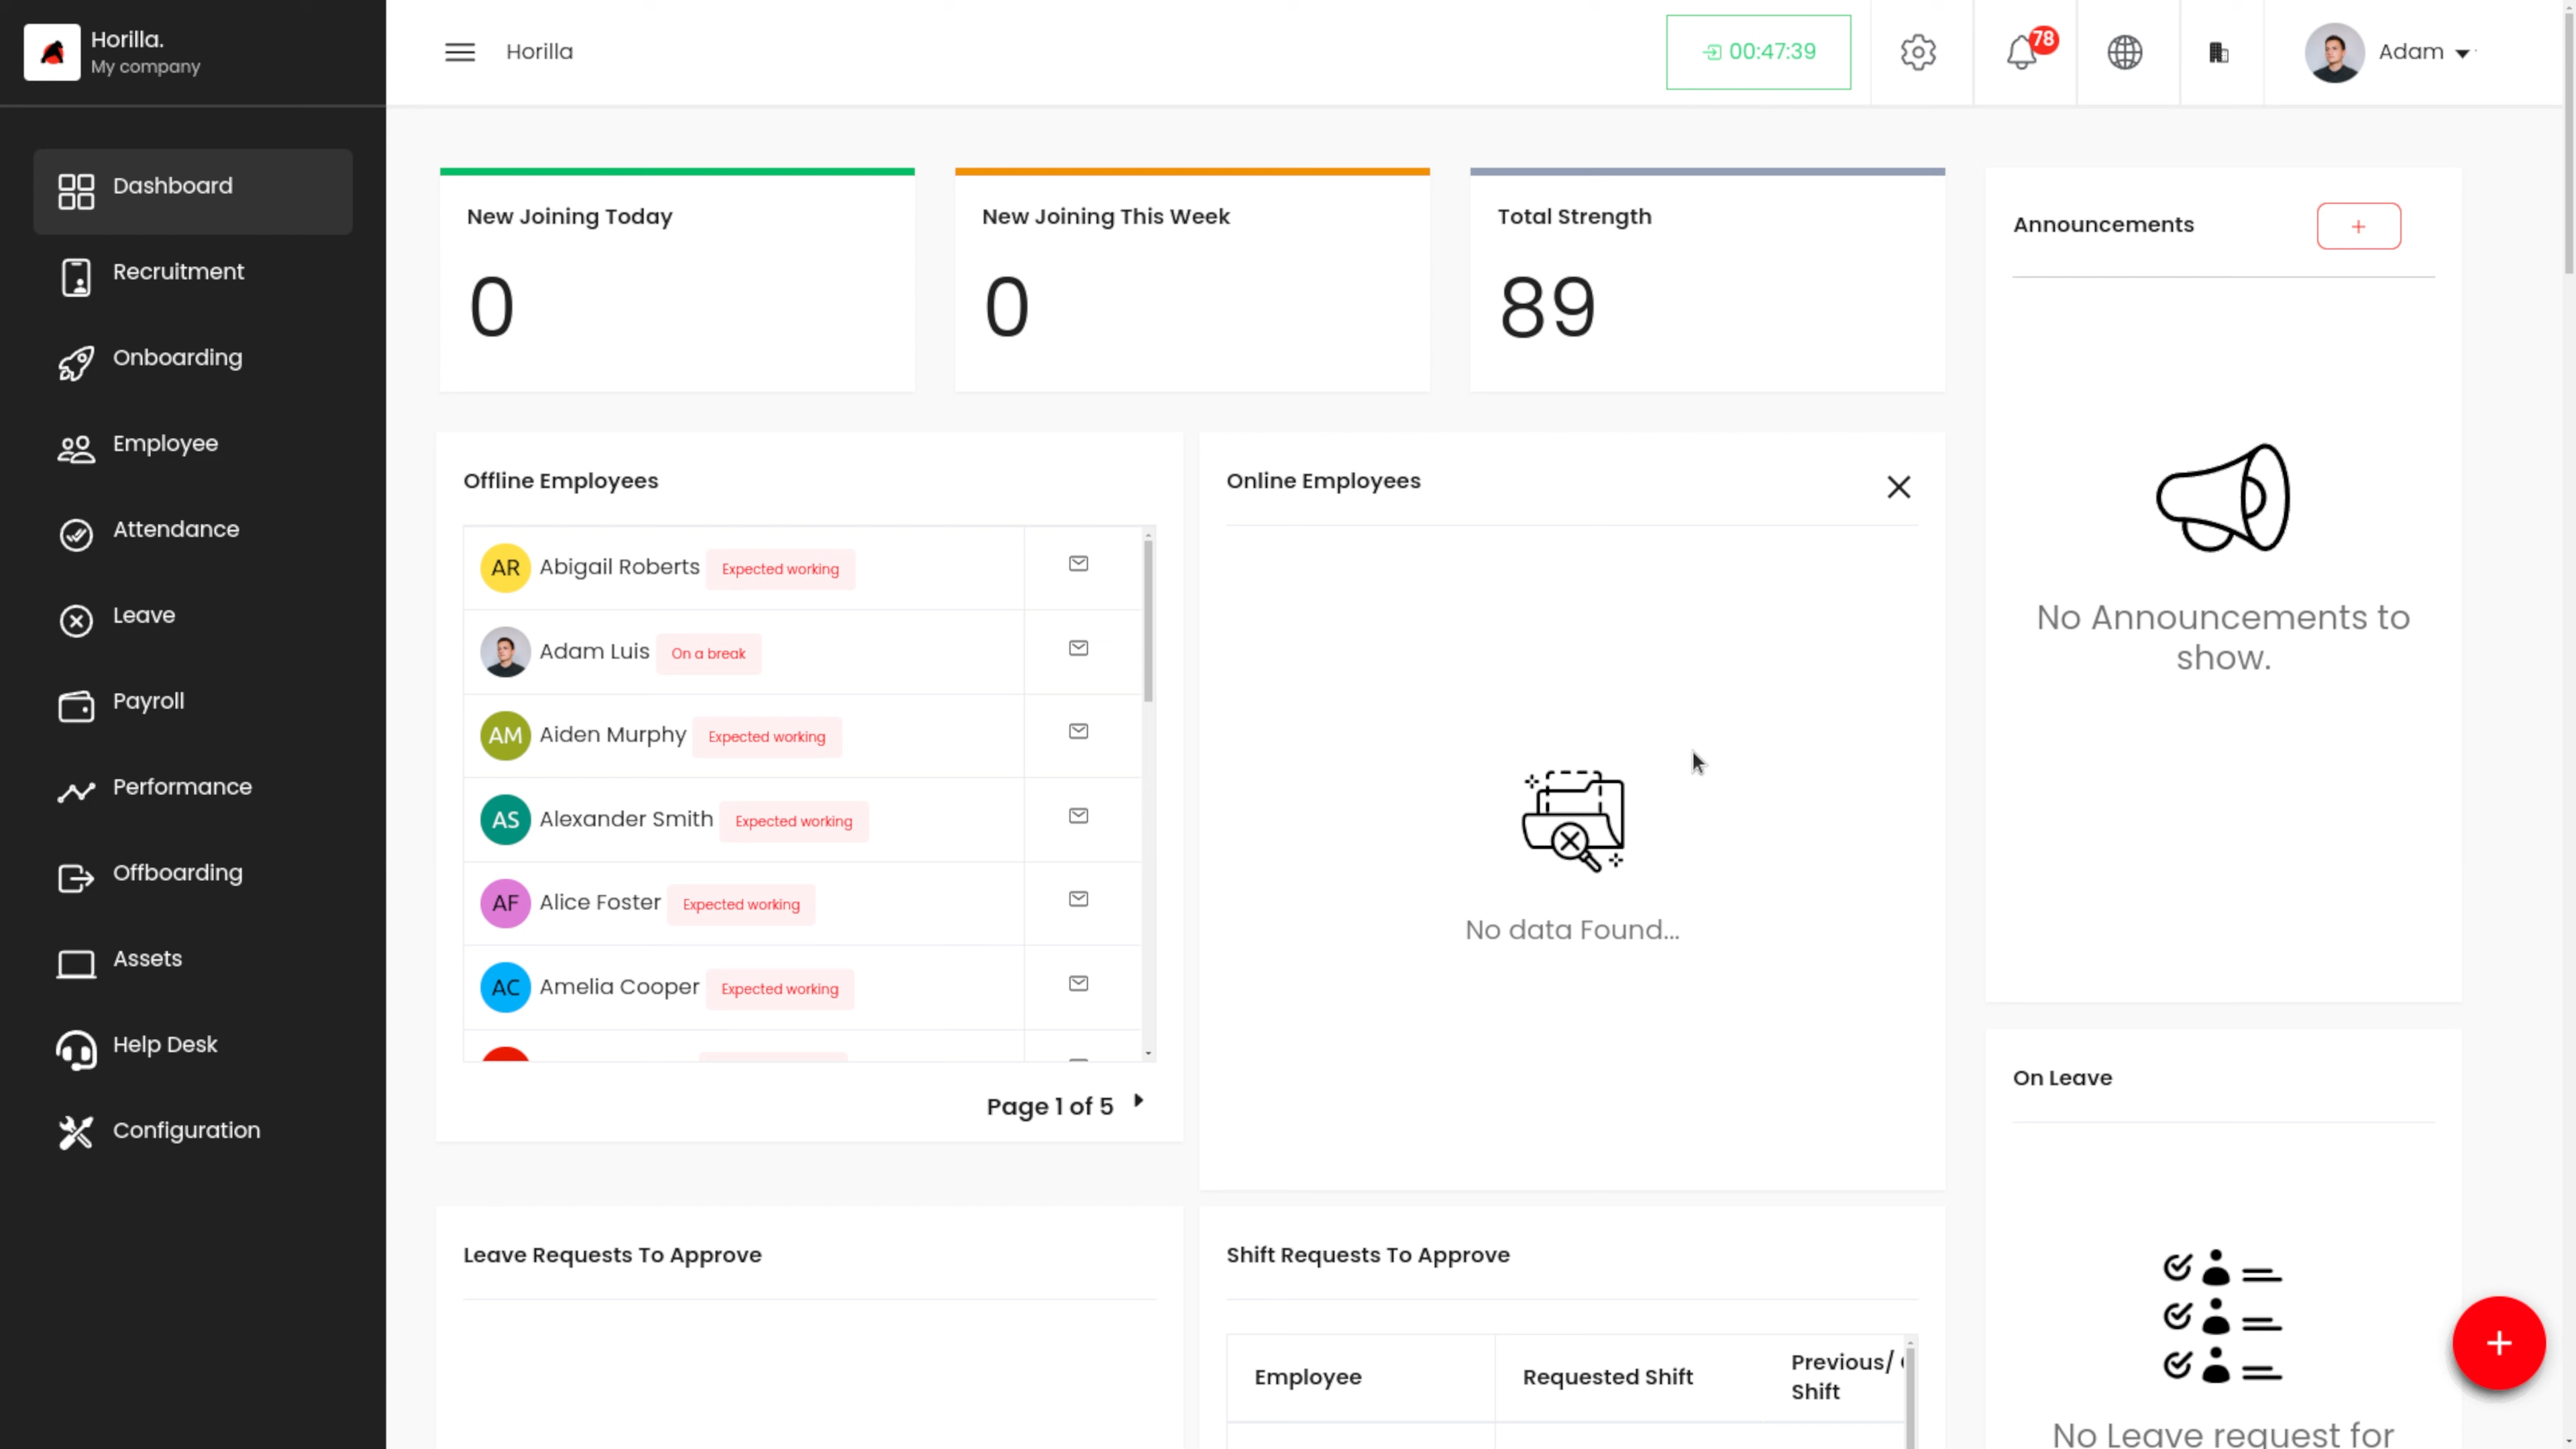 Horilla.
My company
Horilla
00:47:39
78
Adam
Dashboard
Recruitment
Onboarding
Employee
Attendance
Leave
Payroll
Performance
Offboarding
Assets
Help Desk
Configuration
New Joining Today
0
New Joining This Week
0
Total Strength
89
Announcements
+
No Announcements to
show.
Offline Employees
AR Abigail Roberts Expected working
Adam Luis On a break
AM Aiden Murphy Expected working
AS Alexander Smith Expected working
AF Alice Foster Expected working
AC Amelia Cooper Expected working
Page 1 of 5
Online Employees
No data Found...
On Leave
No Leave request for
Leave Requests To Approve
Shift Requests To Approve
Employee
Requested Shift
Previous/
Shift
+